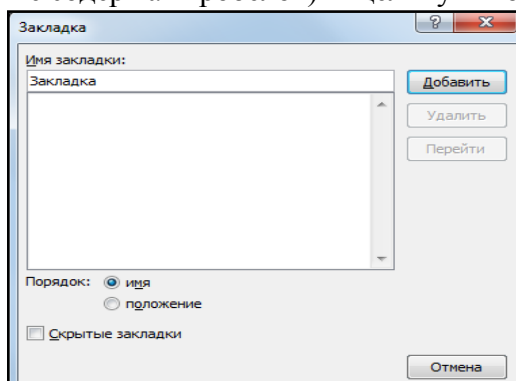 Закладка
Имя закладки:
Закладка
Добавить
Удалить
Перейти
Порядок:
имя
положение
Скрытые закладки
Отмена